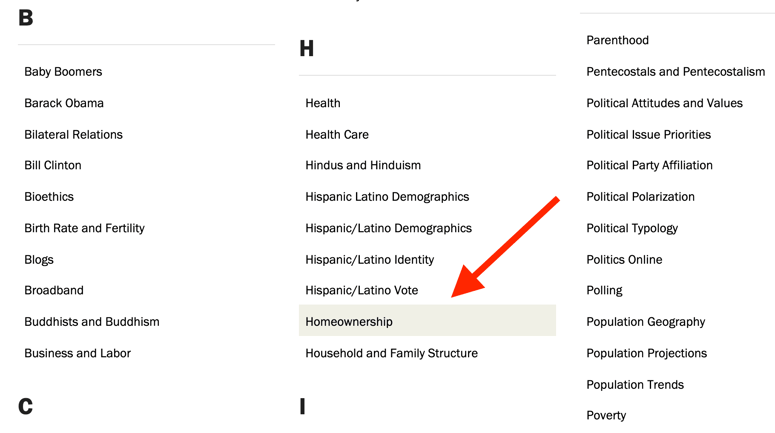 B
Baby Boomers
Barack Obama
Bilateral Relations
Bill Clinton
Bioethics
Birth Rate and Fertility
Blogs
Broadband
Buddhists and Buddhism
Business and Labor
C
H
Health
Health Care
Hindus and Hinduism
Hispanic Latino Demographics
Hispanic/Latino Demographics
Hispanic/Latino Identity
Hispanic/Latino Vote
Homeownership
Household and Family Structure
I
Parenthood
Pentecostals and Pentecostalism
Political Attitudes and Values
Political Issue Priorities
Political Party Affiliation
Political Polarization
Political Typology
Politics Online
Polling
Population Geography
Population Projections
Population Trends
Poverty